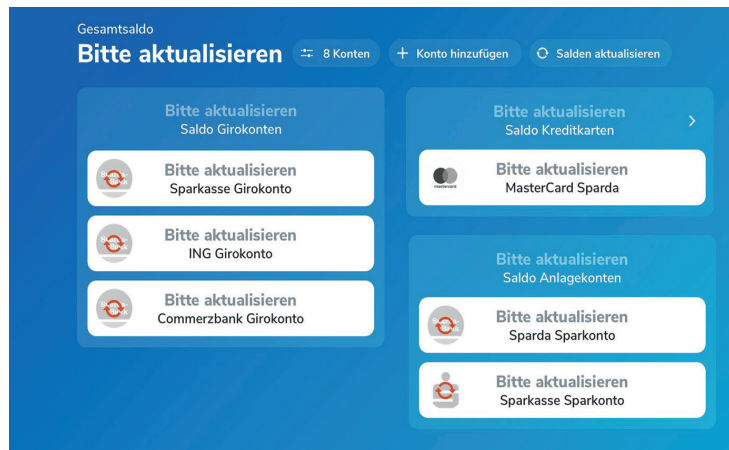 Gesamtsaldo
Bitte aktualisieren
8 Konten
Konto hinzufügen
Salden aktualisieren
Bitte aktualisieren
Saldo Girokonten
Bitte aktualisieren
Sparkasse Girokonto
Bitte aktualisieren
ING Girokonto
Bitte aktualisieren
Commerzbank Girokonto
Bitte aktualisieren
Saldo Kreditkarten
mastercard
Bitte aktualisieren
MasterCard Sparda
Bitte aktualisieren
Saldo Anlagekonten
Bitte aktualisieren
Sparda Sparkonto
Bitte aktualisieren
Sparkasse Sparkonto